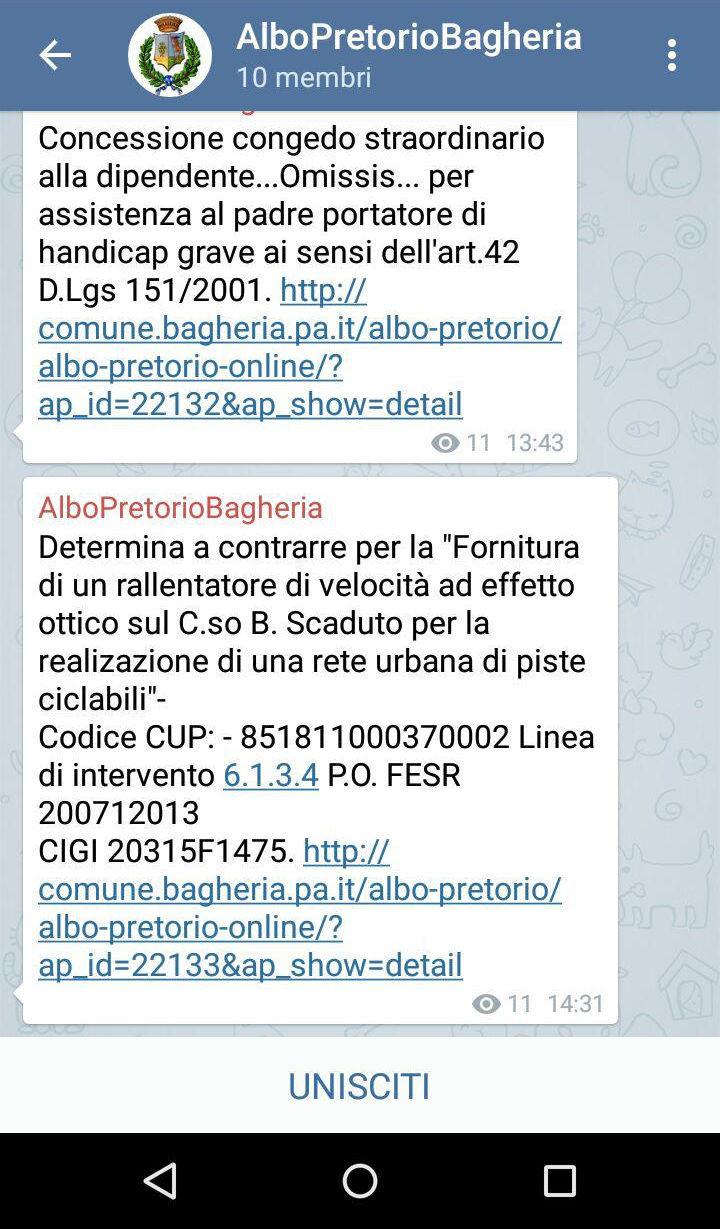 AlboPretorioBagheria
10 membri
Concessione congedo straordinario
alla dipendente...Omissis... per
assistenza al padre portatore di
handicap grave ai sensi dell'art.42
D.Lgs 151/2001. http://
comune.bagheria.pa.it/albo-pretorio/
albo-pretorio-online/?
ap_id=22132&ap_show=detail
11 13:43
AlboPretorioBagheria
Determina a contrarre per la "Fornitura
di un rallentatore di velocità ad effetto
ottico sul C.so B. Scaduto per la
realizazione di una rete urbana di piste
ciclabili"-
Codice CUP: - 851811000370002 Linea
di intervento 6.1.3.4 P.O. FESR
200712013
CIGI 20315F1475. http://
comune.bagheria.pa.it/albo-pretorio/
albo-pretorio-online/?
ap_id=22133&ap_show=detail
11 14:31
UNISCITI